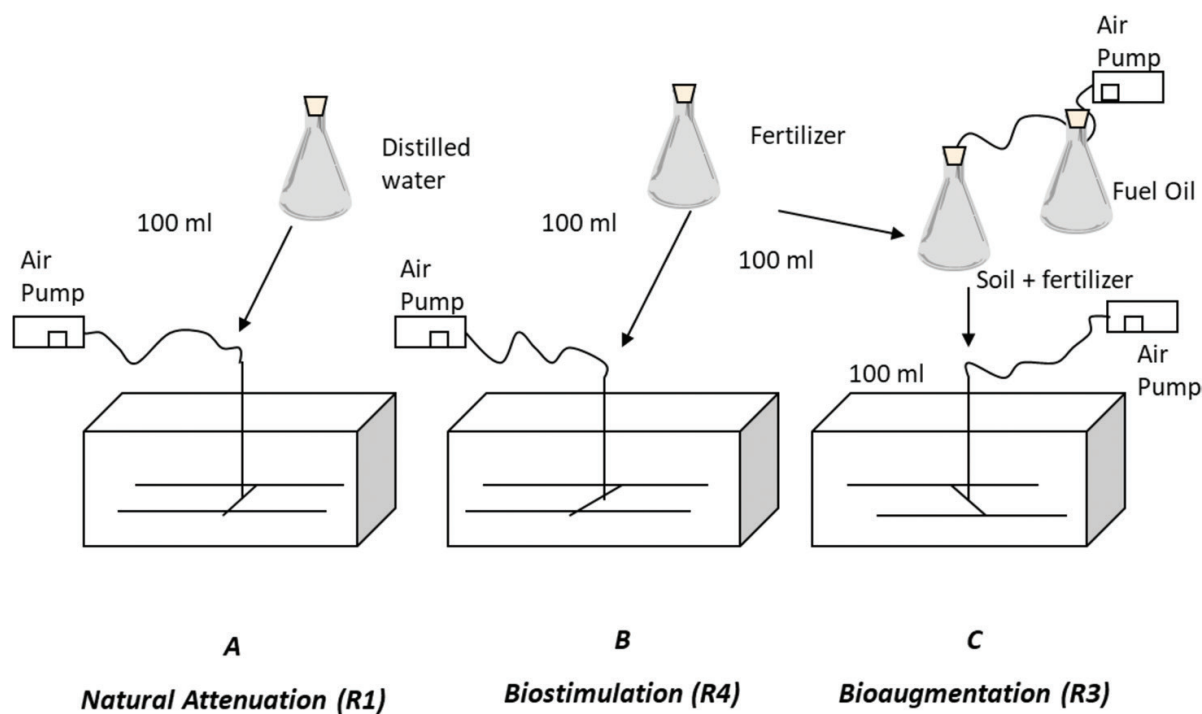 Distilled
water
100 ml
Air
Pump
Fertilizer
100 ml
Air
Pump
Air
Pump
Fuel Oil
100 ml
Soil + fertilizer
100 ml
Air
Pump
A
Natural Attenuation (R1)
B
Biostimulation (R4)
C
Bioaugmentation (R3)